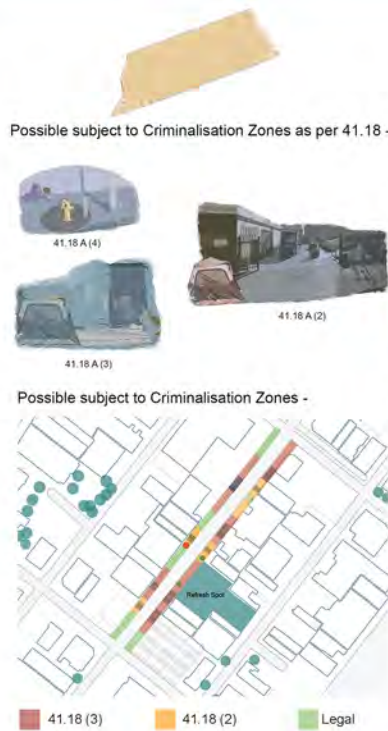 Possible subject to Criminalisation Zones as per 41.18 -
41.18 A (4)
41.18 A (2)
41.18 A (3)
Possible subject to Criminalisation Zones -
Refresh Spot
41.18 (3)
41.18 (2)
Legal